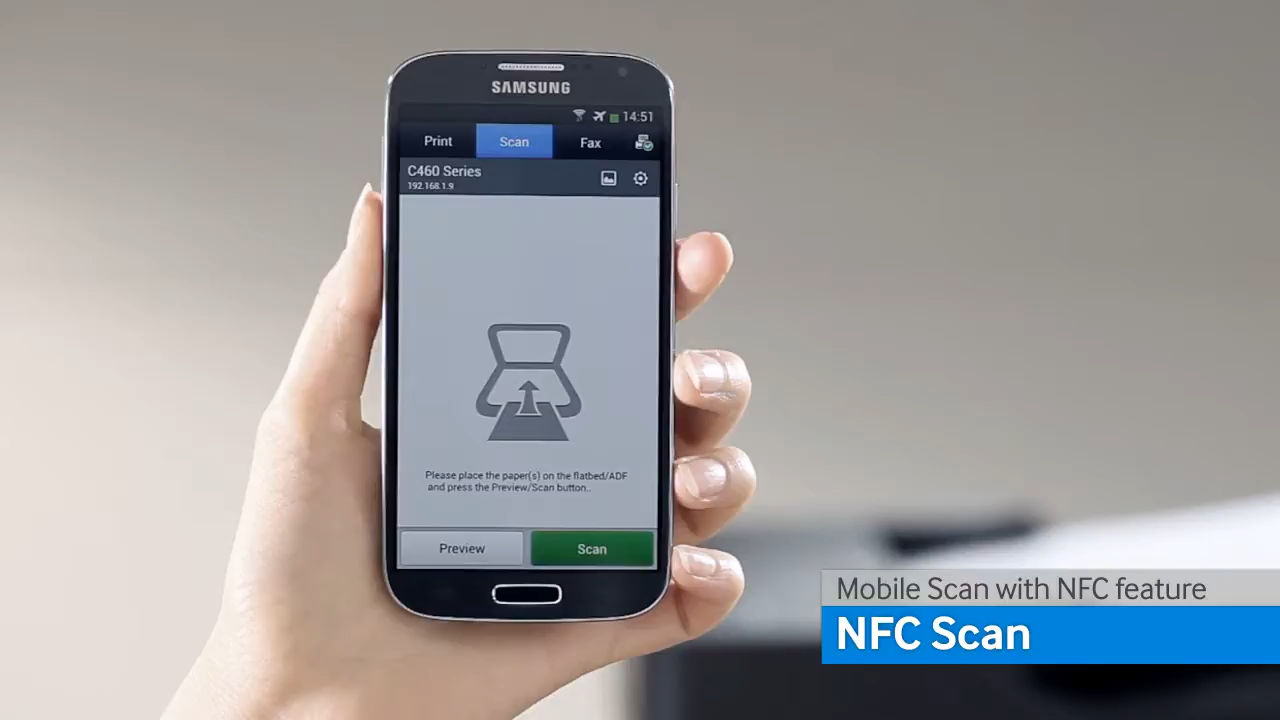 SAMSUNG
14:51
Print Scan Fax
C460 Series
192.168.1.9
Please place the paper(s) on the flatbed/ADF
and press the Preview/Scan button..
Preview Scan
Mobile Scan with NFC feature
NFC Scan